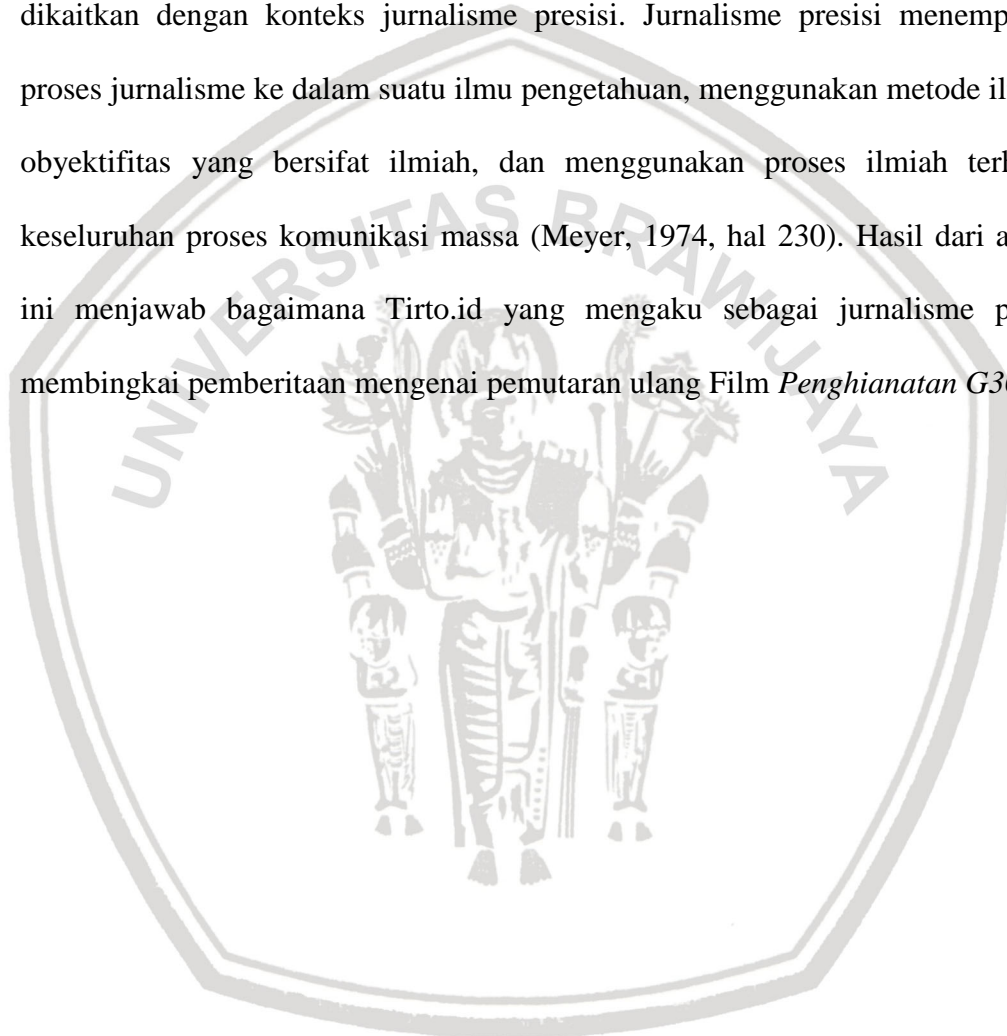 dikaitkan dengan konteks jurnalisme presisi. Jurnalisme presisi
proses jurnalisme ke dalam suatu ilmu pengetahuan, menggunakan metode
obyektifitas yang bersifat ilmiah, dan menggunakan proses ilmiah
keseluruhan proses komunikasi massa (Meyer, 1974, hal 230). Hasil dari
ini menjawab bagaimana Tirto.id yang mengaku sebagai jurnalisme
membingkai pemberitaan mengenai pemutaran ulang Film Penghianatan
UNIVERSITAS BRAWIJAYA